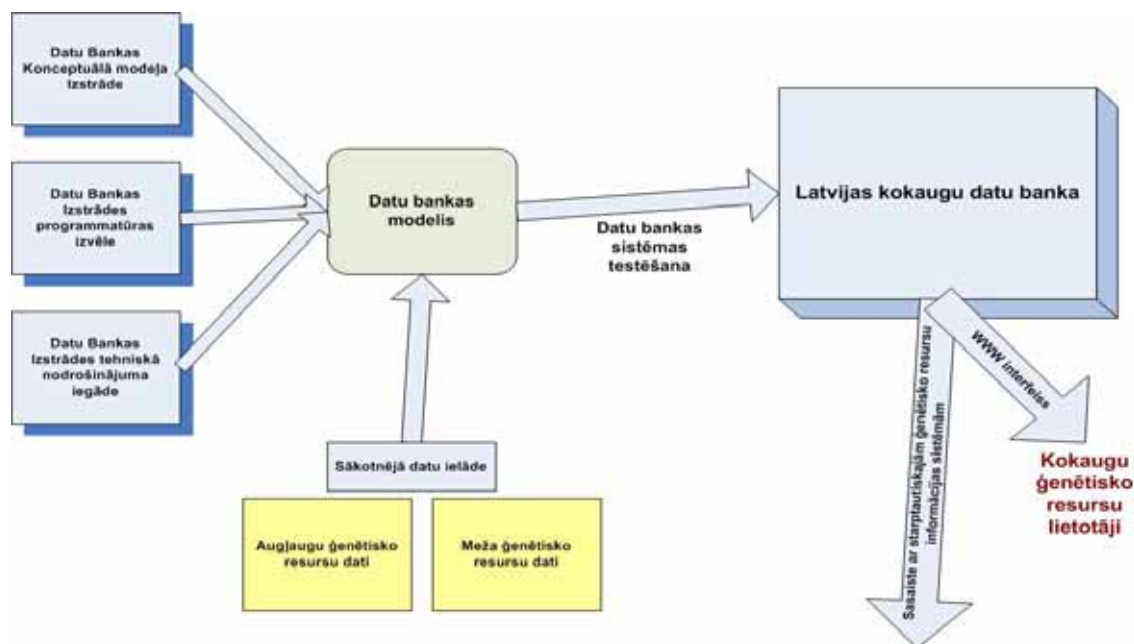 Datu Bankas
Konceptuālā modeļa
Izstrāde
Datu Bankas
Izstrādes
programmatūras
izvēle
Datu Bankas
Izstrādes tehniskā
nodrošinājuma
iegāde
Datu bankas
modelis
Datu bankas
sistēmas
testēšana
Latvijas kokaugu datu banka
Sākotnējā datu ielāde
Augļaugu ģenētisko
resursu dati
Meža ģenētisko
resursu dati
Sasaiste ar starptautiskajām ģenētisko resursu
informācijas sistēmām
WWW interfeiss
Kokaugu
ģenētisko
resursu
lietotāji